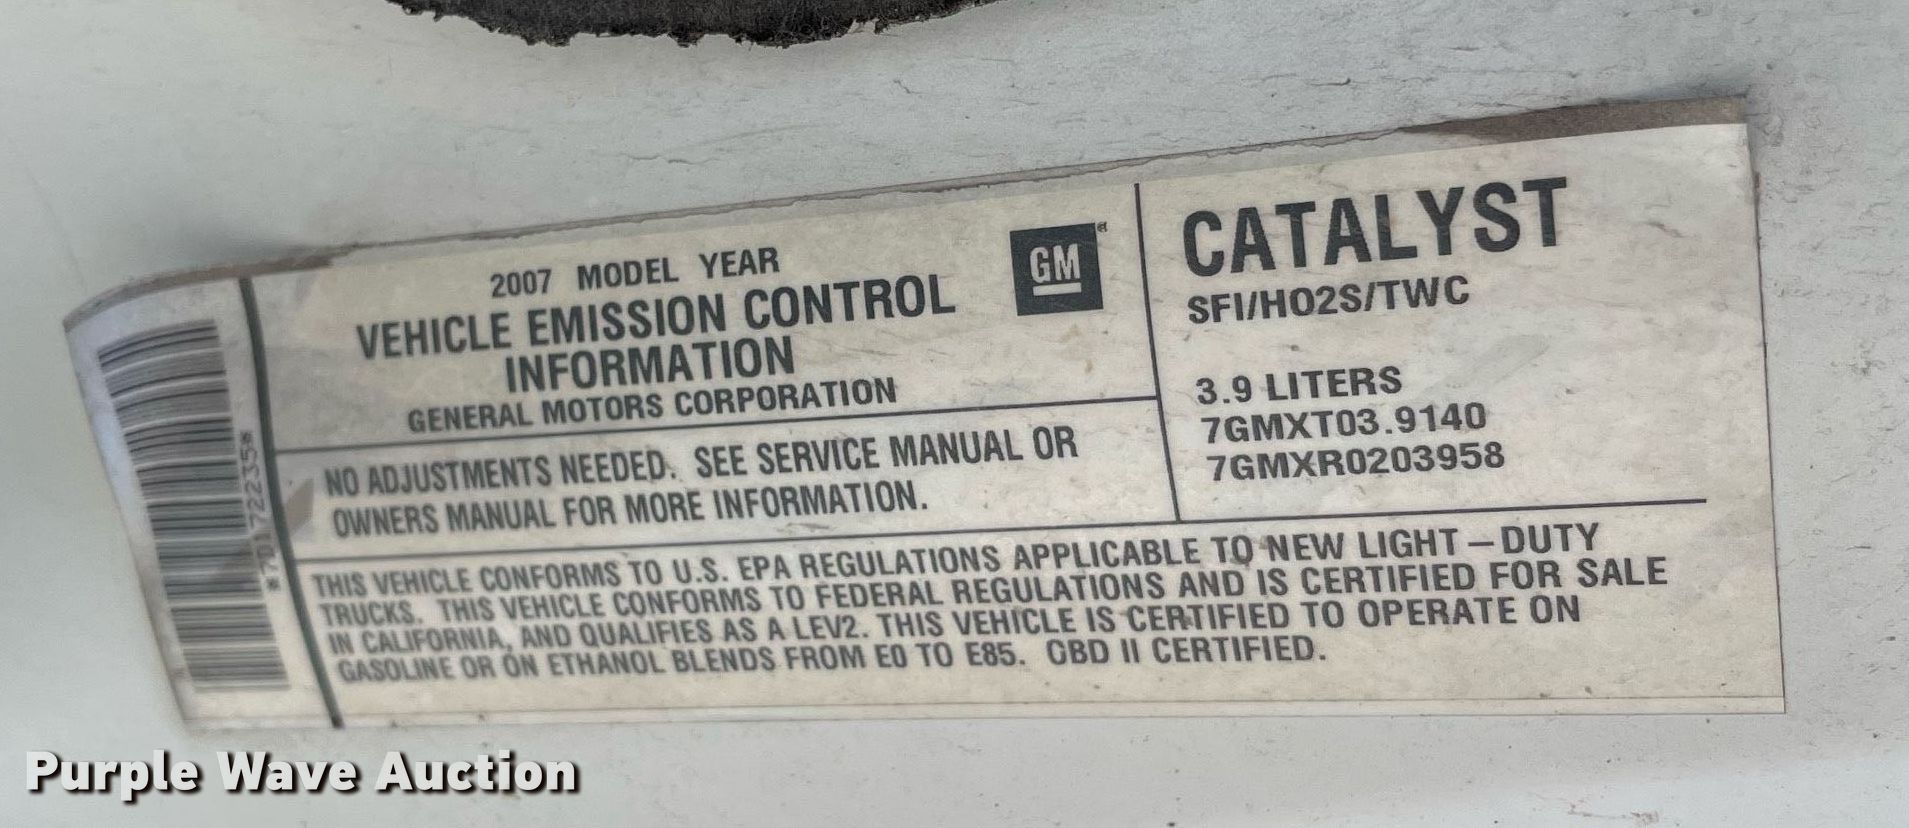 2007 MODEL YEAR
VEHICLE EMISSION CONTROL
INFORMATION
GENERAL MOTORS CORPORATION
GM
CATALYST
SFI/HO2S/TWC
3.9 LITERS
7GMXT03.9140
7GMXR0203958
NO ADJUSTMENTS NEEDED. SEE SERVICE MANUAL OR
OWNERS MANUAL FOR MORE INFORMATION.
THIS VEHICLE CONFORMS TO U.S. EPA REGULATIONS APPLICABLE TO NEW LIGHT – DUTY
TRUCKS. THIS VEHICLE CONFORMS TO FEDERAL REGULATIONS AND IS CERTIFIED FOR SALE
IN CALIFORNIA, AND QUALIFIES AS A LEV2. THIS VEHICLE IS CERTIFIED TO OPERATE ON
GASOLINE OR ON ETHANOL BLENDS FROM E0 TO E85. OBD II CERTIFIED.
Purple Wave Auction